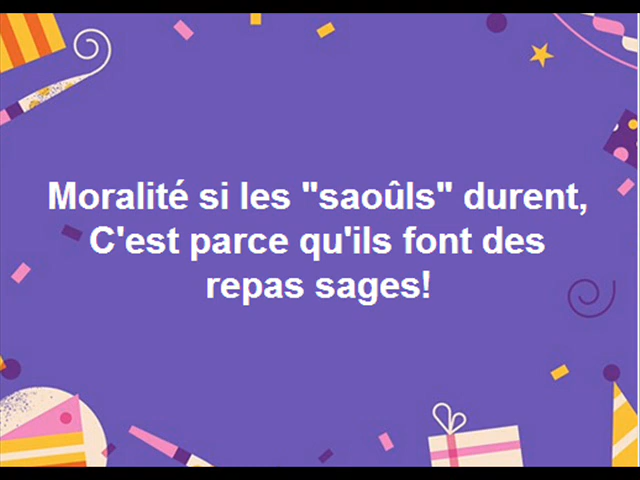 Moralité si les "saoûls" durent,
C'est parce qu'ils font des
repas sages!